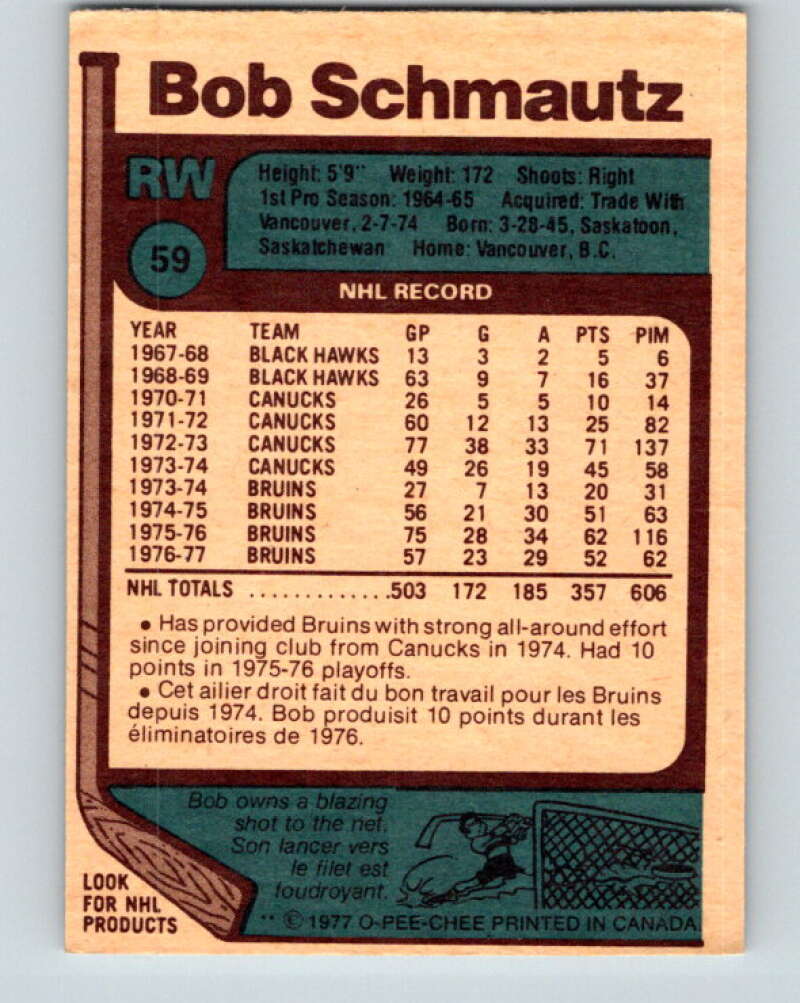 Bob Schmautz
RW
59
Height: 5'9" Weight: 172 Shoots: Right
1st Pro Season: 1964-65 Acquired: Trade With
Vancouver, 2-7-74 Born: 3-28-45, Saskatoon,
Saskatchewan Home: Vancouver, B.C.
NHL RECORD
YEAR TEAM GP G A PTS PIM
1967-68 BLACK HAWKS 13 3 2 5 6
1968-69 BLACK HAWKS 63 9 7 16 37
1970-71 CANUCKS 26 5 5 10 14
1971-72 CANUCKS 60 12 13 25 82
1972-73 CANUCKS 77 38 33 71 137
1973-74 CANUCKS 49 26 19 45 58
1973-74 BRUINS 27 7 13 20 31
1974-75 BRUINS 56 21 30 51 63
1975-76 BRUINS 75 28 34 62 116
1976-77 BRUINS 57 23 29 52 62
NHL TOTALS .............503 172 185 357 606
• Has provided Bruins with strong all-around effort
since joining club from Canucks in 1974. Had 10
points in 1975-76 playoffs.
• Cet ailier droit fait du bon travail pour les Bruins
depuis 1974. Bob produisit 10 points durant les
éliminatoires de 1976.
Bob owns a blazing
shot to the net.
Son lancer vers
le filet est
foudroyant.
LOOK
FOR NHL
PRODUCTS
** © 1977 O-PEE-CHEE PRINTED IN CANADA